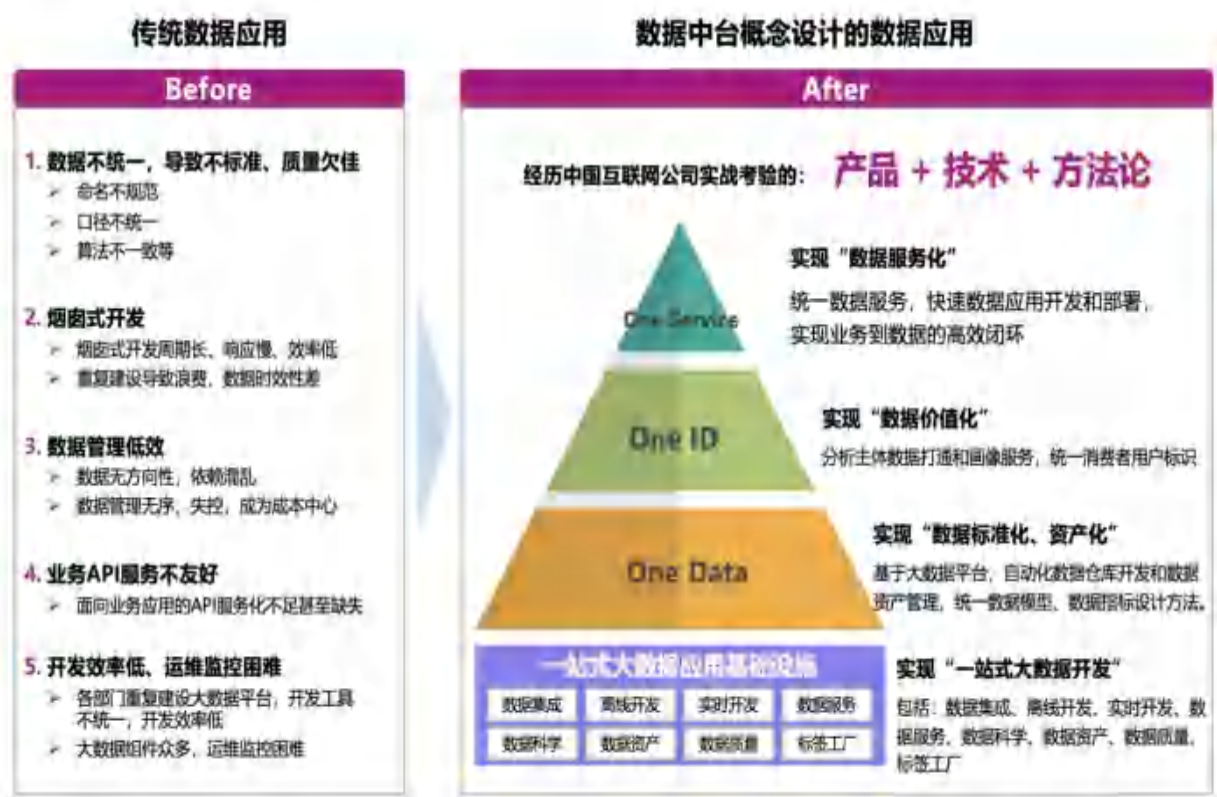 传统数据应用
Before
1. 数据不统一，导致不标准、质量欠佳
➢ 命名不规范
➢ 口径不统一
➢ 算法不一致等
2. 烟囱式开发
➢ 烟囱式开发周期长、响应慢、效率低
➢ 重复建设导致浪费、数据时效性差
3. 数据管理低效
➢ 数据无方向性，依赖混乱
➢ 数据管理无序，失控，成为成本中心
4. 业务API服务不友好
➢ 面向业务应用的API服务化不足甚至缺失
5. 开发效率低、运维监控困难
➢ 各部门重复建设大数据平台，开发工具
不统一，开发效率低
➢ 大数据组件众多，运维监控困难
数据中台概念设计的数据应用
After
经历中国互联网公司实战考验的： 产品 + 技术 + 方法论
One Service
实现“数据服务化”
统一数据服务，快速数据应用开发和部署，
实现业务到数据的高效闭环
One ID
实现“数据价值化”
分析主体数据打通和画像服务，统一消费者用户标识
One Data
实现“数据标准化、资产化”
基于大数据平台，自动化数据仓库开发和数据
资产管理，统一数据模型、数据指标设计方法。
一站式大数据应用基础设施
数据集成 离线开发 实时开发 数据服务
数据科学 数据资产 数据质量 标签工厂
实现“一站式大数据开发”
包括：数据集成、离线开发，实时开发、数
据服务、数据科学、数据资产、数据质量，
标签工厂